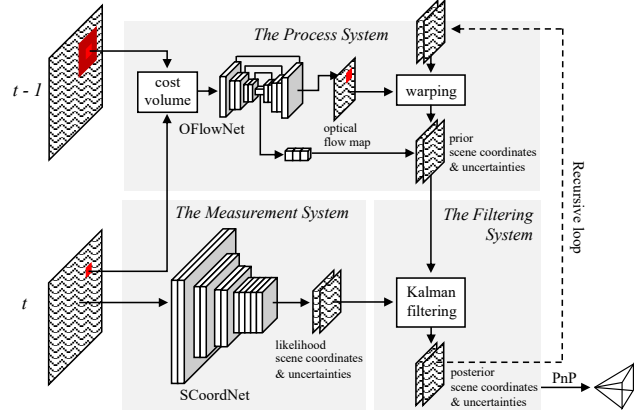 The Process System
t - 1
cost
volume
OFlowNet
optical
flow map
warping
prior
scene coordinates
& uncertainties
Recursive loop
The Measurement System
The Filtering
System
t
SCoordNet
likelihood
scene coordinates
& uncertainties
Kalman
filtering
posterior
scene coordinates
& uncertainties
PnP